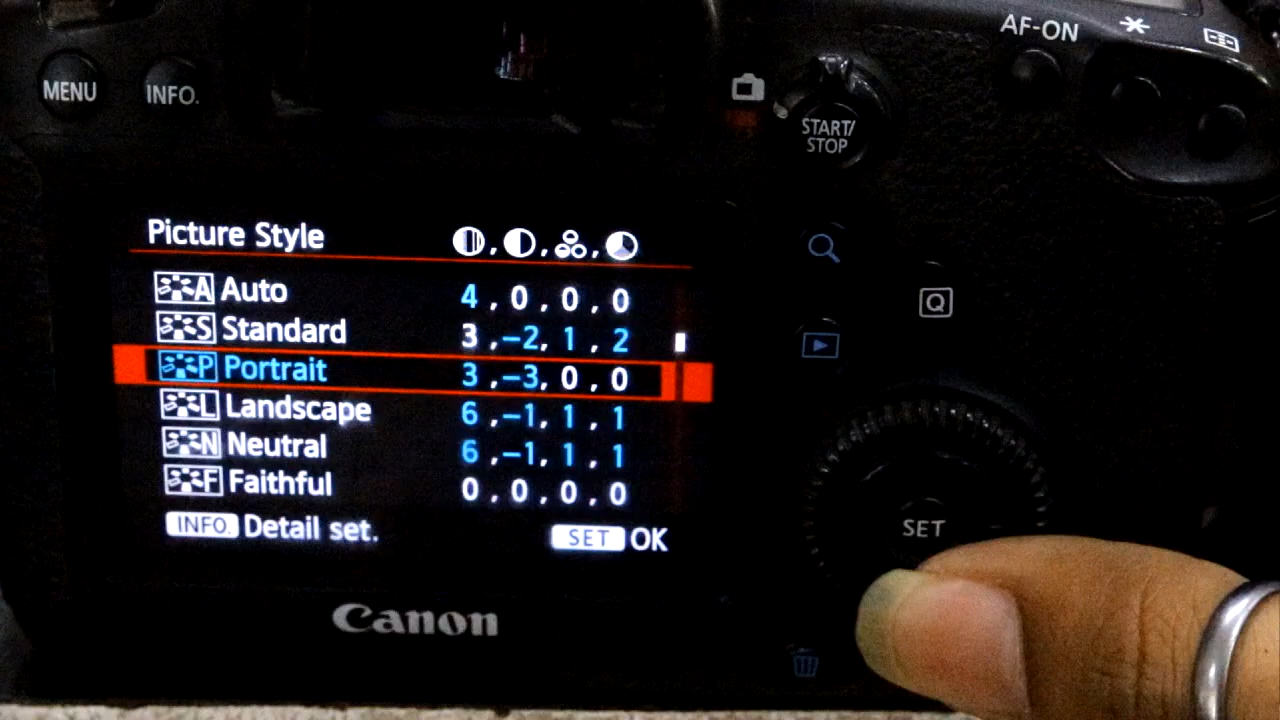 AF-ON
MENU
INFO.
START/
STOP
Picture Style
A Auto 4 , 0 , 0 , 0
S Standard 3 , −2, 1 , 2
P Portrait 3 , −3, 0 , 0
L Landscape 6 , −1, 1 , 1
N Neutral 6 , −1, 1 , 1
F Faithful 0 , 0 , 0 , 0
INFO. Detail set. SET OK
Q
SET
Canon